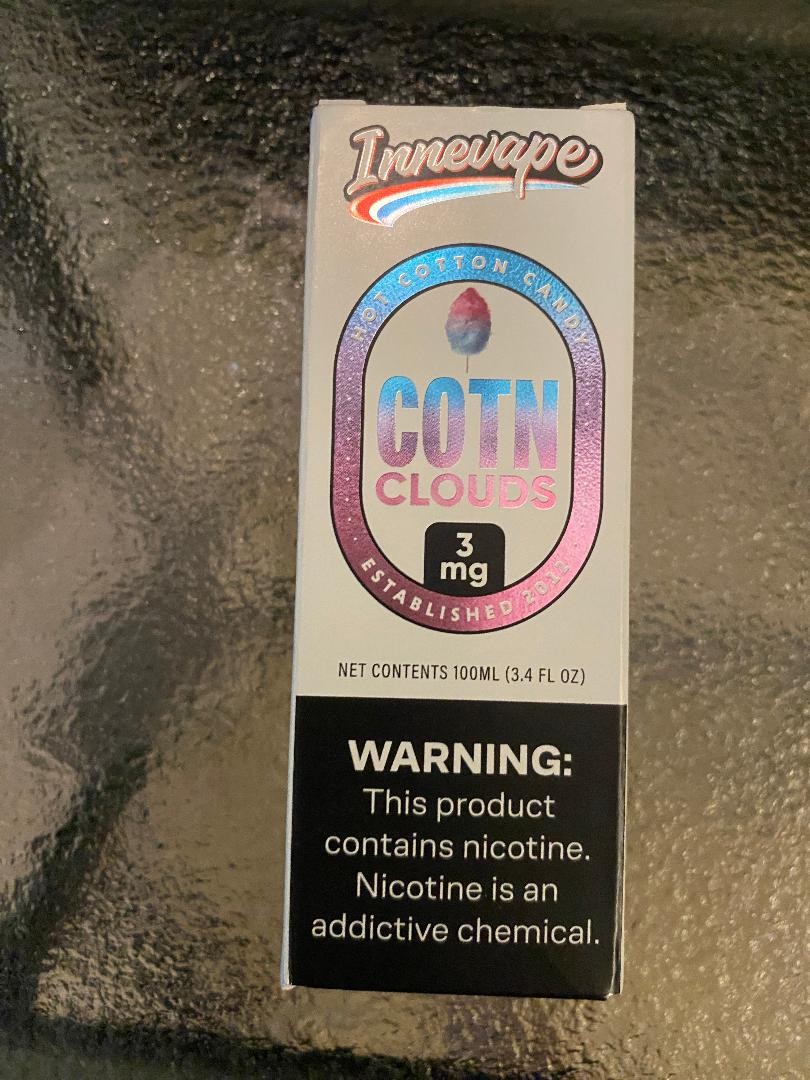 Innevape
HOT COTTON CANDY
COTN
CLOUDS
3
mg
ESTABLISHED 2012
NET CONTENTS 100ML (3.4 FL OZ)
WARNING:
This product
contains nicotine.
Nicotine is an
addictive chemical.